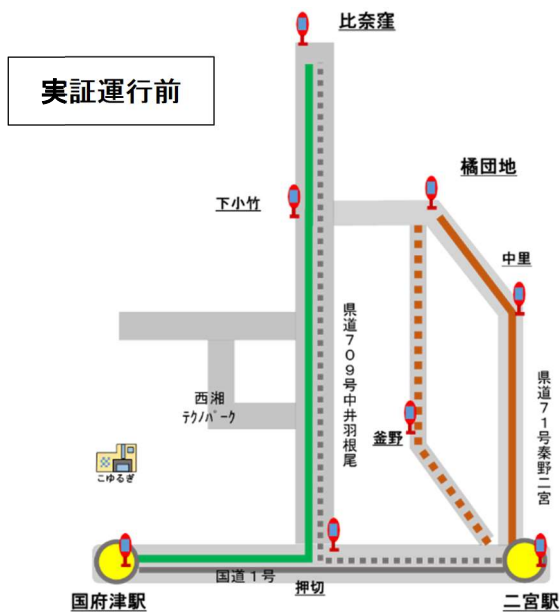 比奈窪
実証運行前
橘団地
下小竹
中里
県道709号中井羽根尾
県道71号秦野二宮
西湘
ﾃｸﾉﾊﾟｰｸ
釜野
こゆるぎ
国道1号
押切
国府津駅
二宮駅